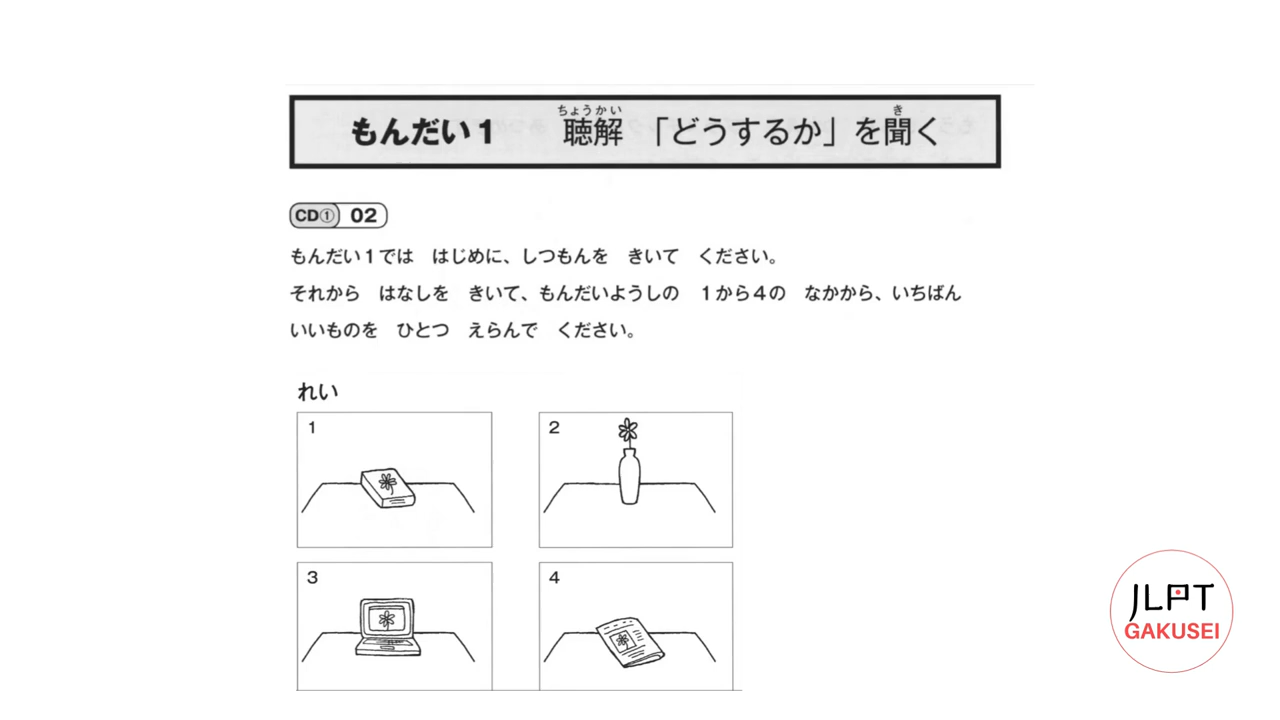 もんだい1 聴解「どうするか」を聞く
ちょうかい
き
CD① 02
もんだい1では はじめに、しつもんを きいて ください。
それから はなしを きいて、もんだいようしの 1から4の なかから、いちばん
いいものを ひとつ えらんで ください。
れい
1
2
3
4
JLPT
GAKUSEI